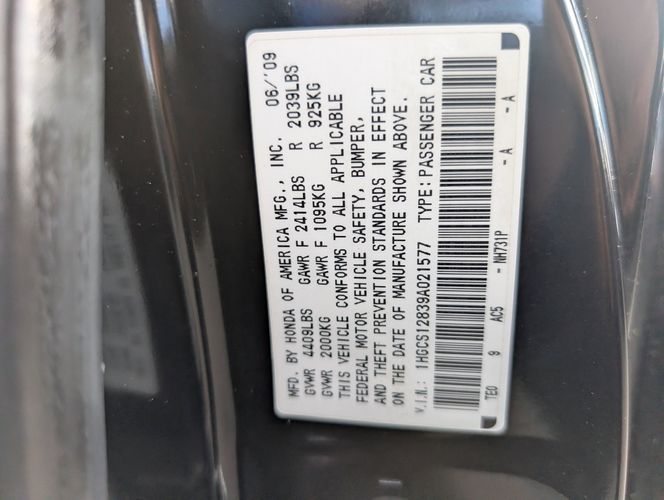 MFD. BY HONDA OF AMERICA MFG., INC. 06/'09
GVWR 4409LBS GAWR F 2414LBS R 2039LBS
GVWR 2000KG GAWR F 1095KG R 925KG
THIS VEHICLE CONFORMS TO ALL APPLICABLE
FEDERAL MOTOR VEHICLE SAFETY, BUMPER,
AND THEFT PREVENTION STANDARDS IN EFFECT
ON THE DATE OF MANUFACTURE SHOWN ABOVE.
V.I.N.: 1HGCS12839A021577 TYPE: PASSENGER CAR
TE0 9 AC5 - NH731P - A - A